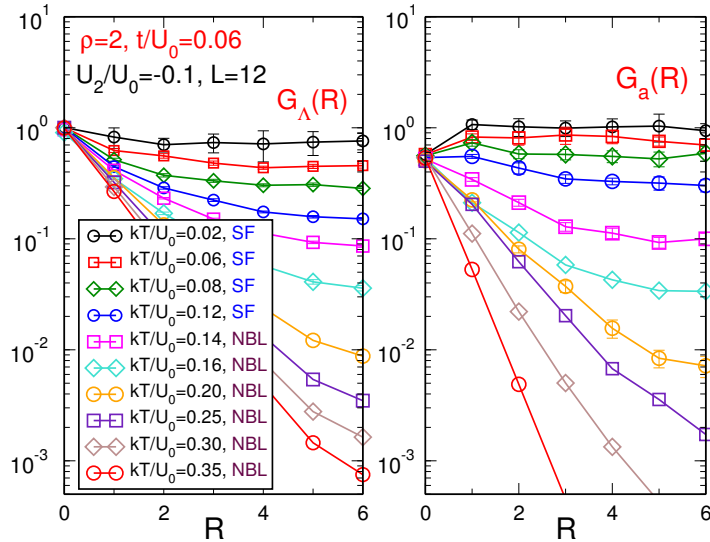 ρ=2, t/U₀=0.06
U₂/U₀=-0.1, L=12
G_Λ(R)
G_a(R)
10¹
10⁰
10⁻¹
10⁻²
10⁻³
10¹
10⁰
10⁻¹
10⁻²
10⁻³
kT/U₀=0.02, SF
kT/U₀=0.06, SF
kT/U₀=0.08, SF
kT/U₀=0.12, SF
kT/U₀=0.14, NBL
kT/U₀=0.16, NBL
kT/U₀=0.20, NBL
kT/U₀=0.25, NBL
kT/U₀=0.30, NBL
kT/U₀=0.35, NBL
0 2 4 6
0 2 4 6
R
R